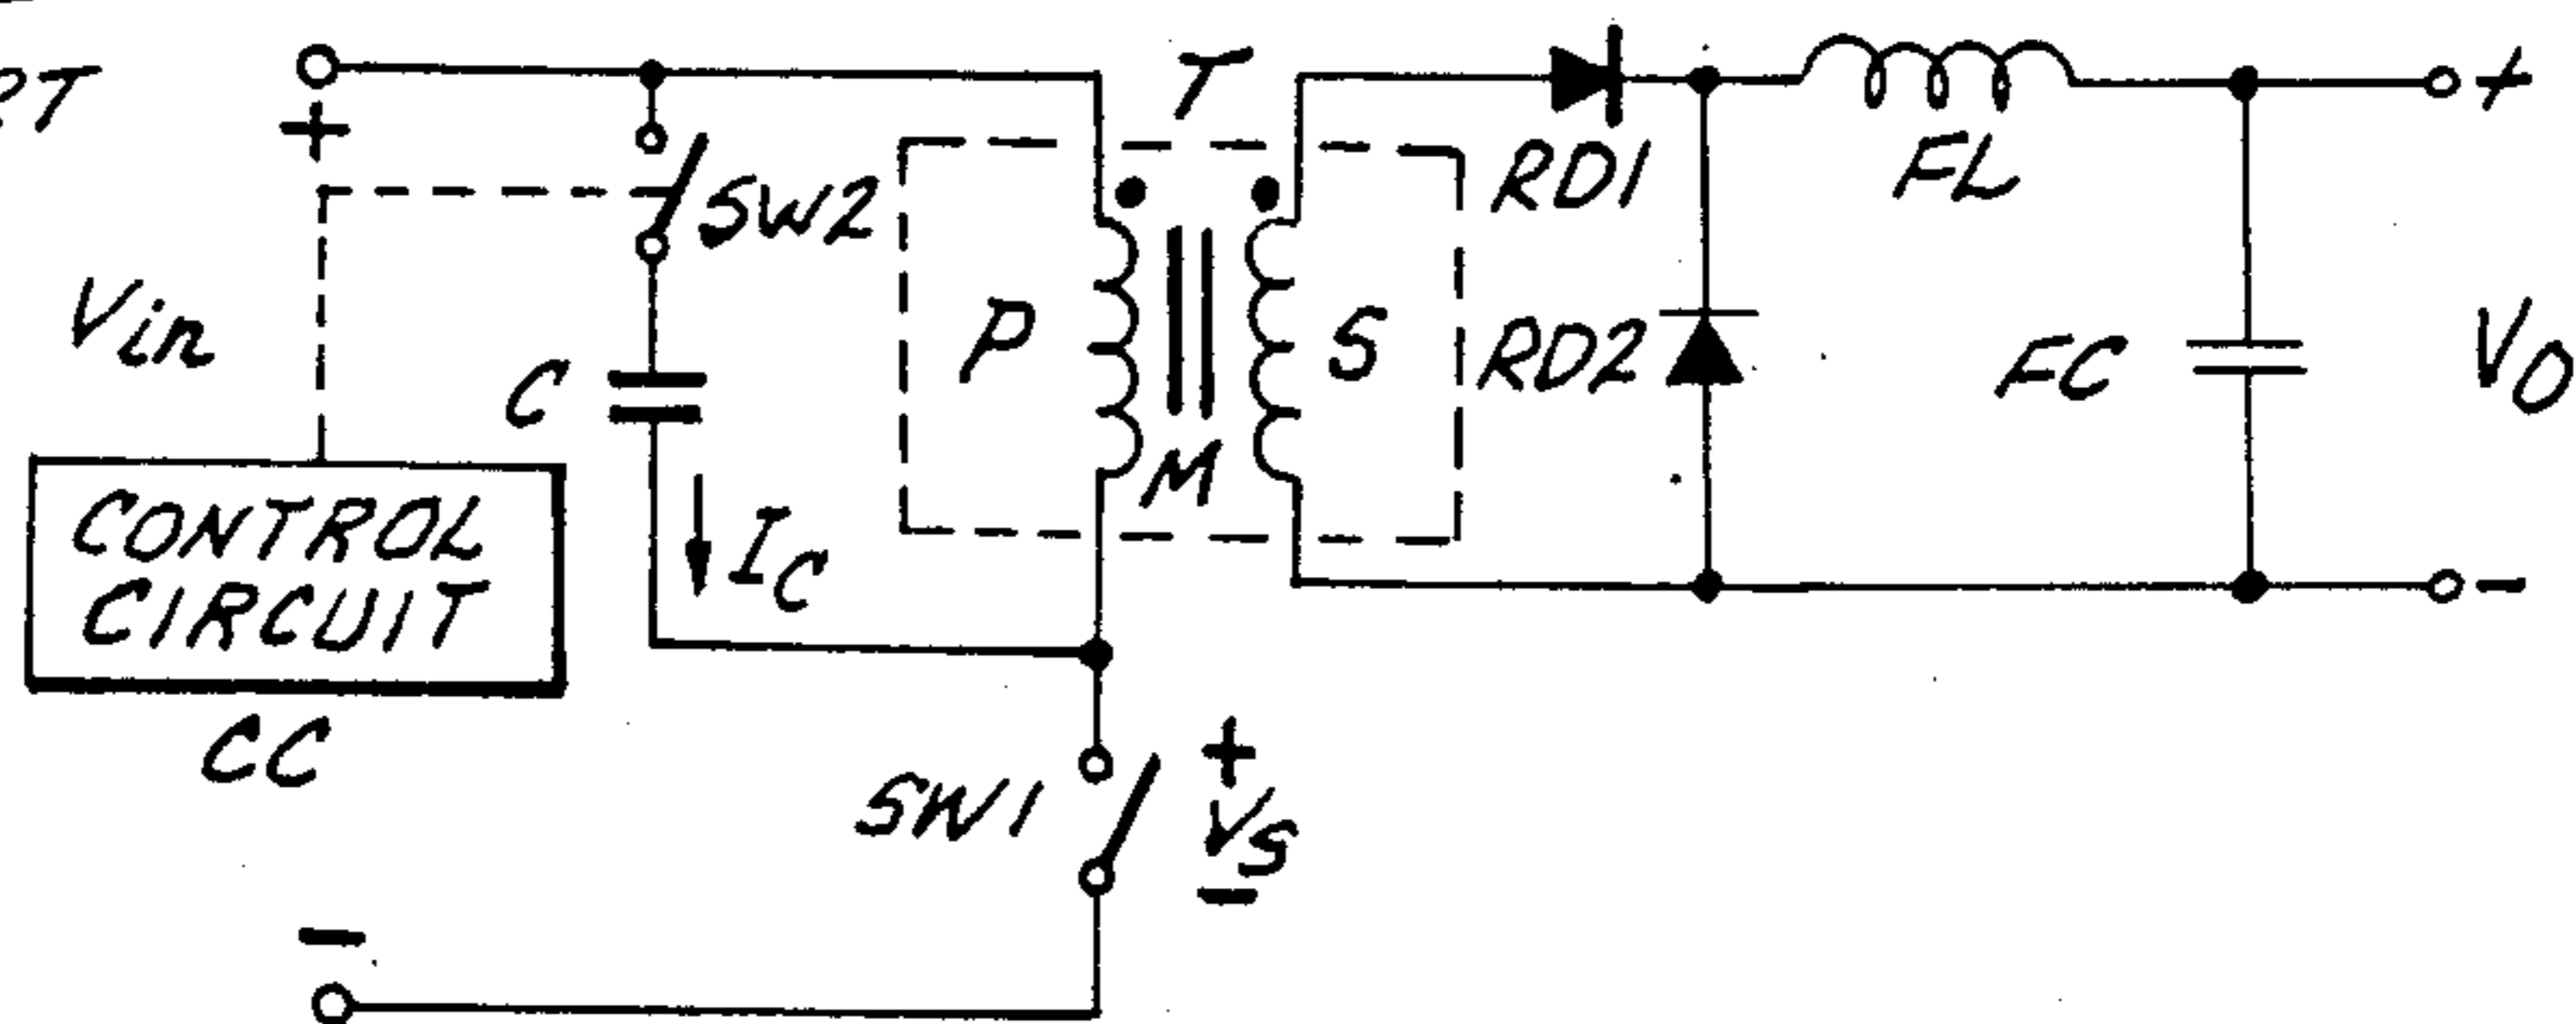 T
+
+
SW2
RD1
FL
Vin
P
S
RD2
FC
VO
C
M
CONTROL
CIRCUIT
IC
-
CC
+
SW1
VS
-
-